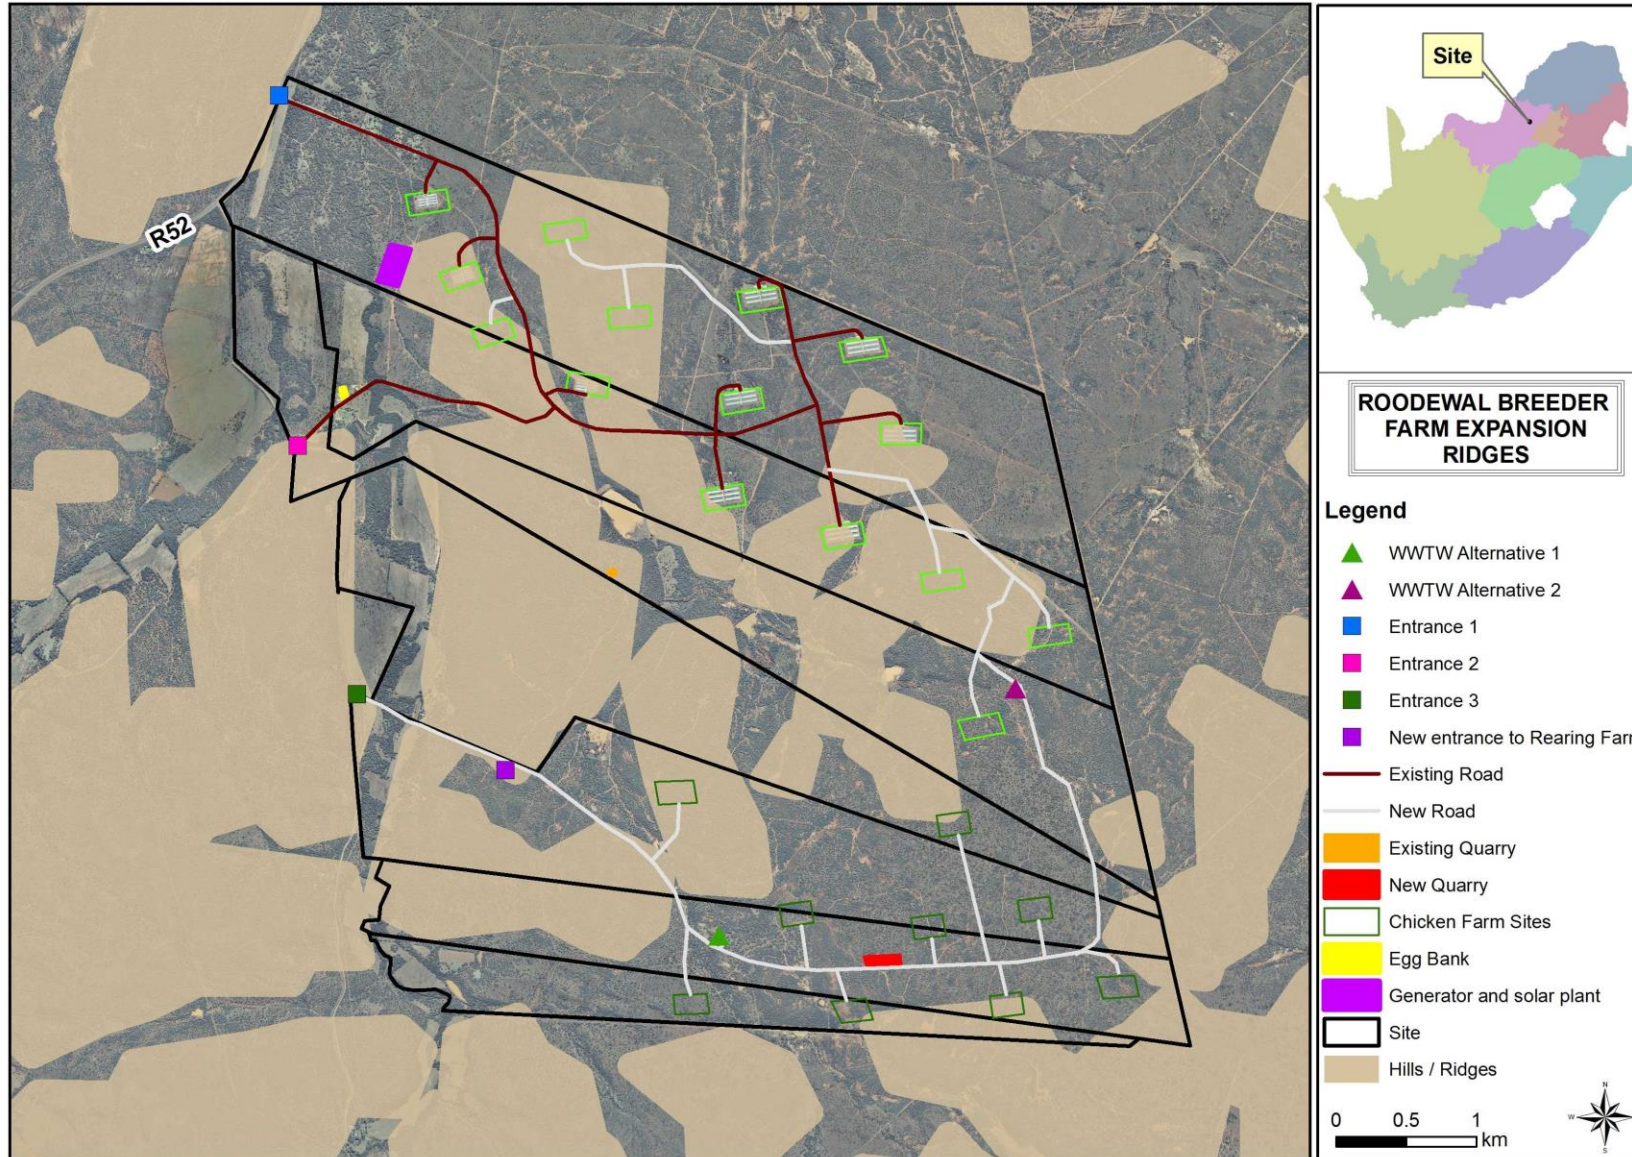 R52
Site
ROODEWAL BREEDER
FARM EXPANSION
RIDGES
Legend
WWTW Alternative 1
WWTW Alternative 2
Entrance 1
Entrance 2
Entrance 3
New entrance to Rearing Farm
Existing Road
New Road
Existing Quarry
New Quarry
Chicken Farm Sites
Egg Bank
Generator and solar plant
Site
Hills / Ridges
N
W
S
0 0.5 1
km